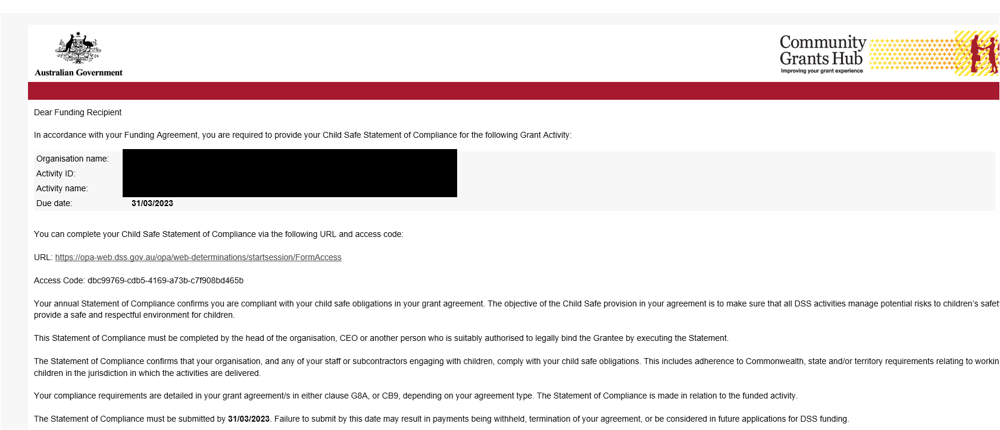 Australian Government
Community
Grants Hub
Improving your grant experience
Dear Funding Recipient
In accordance with your Funding Agreement, you are required to provide your Child Safe Statement of Compliance for the following Grant Activity:
Organisation name:
Activity ID:
Activity name:
Due date: 31/03/2023
You can complete your Child Safe Statement of Compliance via the following URL and access code:
URL: https://opa-web.dss.gov.au/opa/web-determinations/startsession/FormAccess
Access Code: dbc99769-cdb5-4169-a73b-c7f908bd465b
Your annual Statement of Compliance confirms you are compliant with your child safe obligations in your grant agreement. The objective of the Child Safe provision in your agreement is to make sure that all DSS activities manage potential risks to children's
provide a safe and respectful environment for children.
This Statement of Compliance must be completed by the head of the organisation, CEO or another person who is suitably authorised to legally bind the Grantee by executing the Statement.
The Statement of Compliance confirms that your organisation, and any of your staff or subcontractors engaging with children, comply with your child safe obligations. This includes adherence to Commonwealth, state and/or territory requirements relating to
children in the jurisdiction in which the activities are delivered.
Your compliance requirements are detailed in your grant agreement/s in either clause G8A, or CB9, depending on your agreement type. The Statement of Compliance is made in relation to the funded activity.
The Statement of Compliance must be submitted by 31/03/2023. Failure to submit by this date may result in payments being withheld, termination of your agreement, or be considered in future applications for DSS funding.